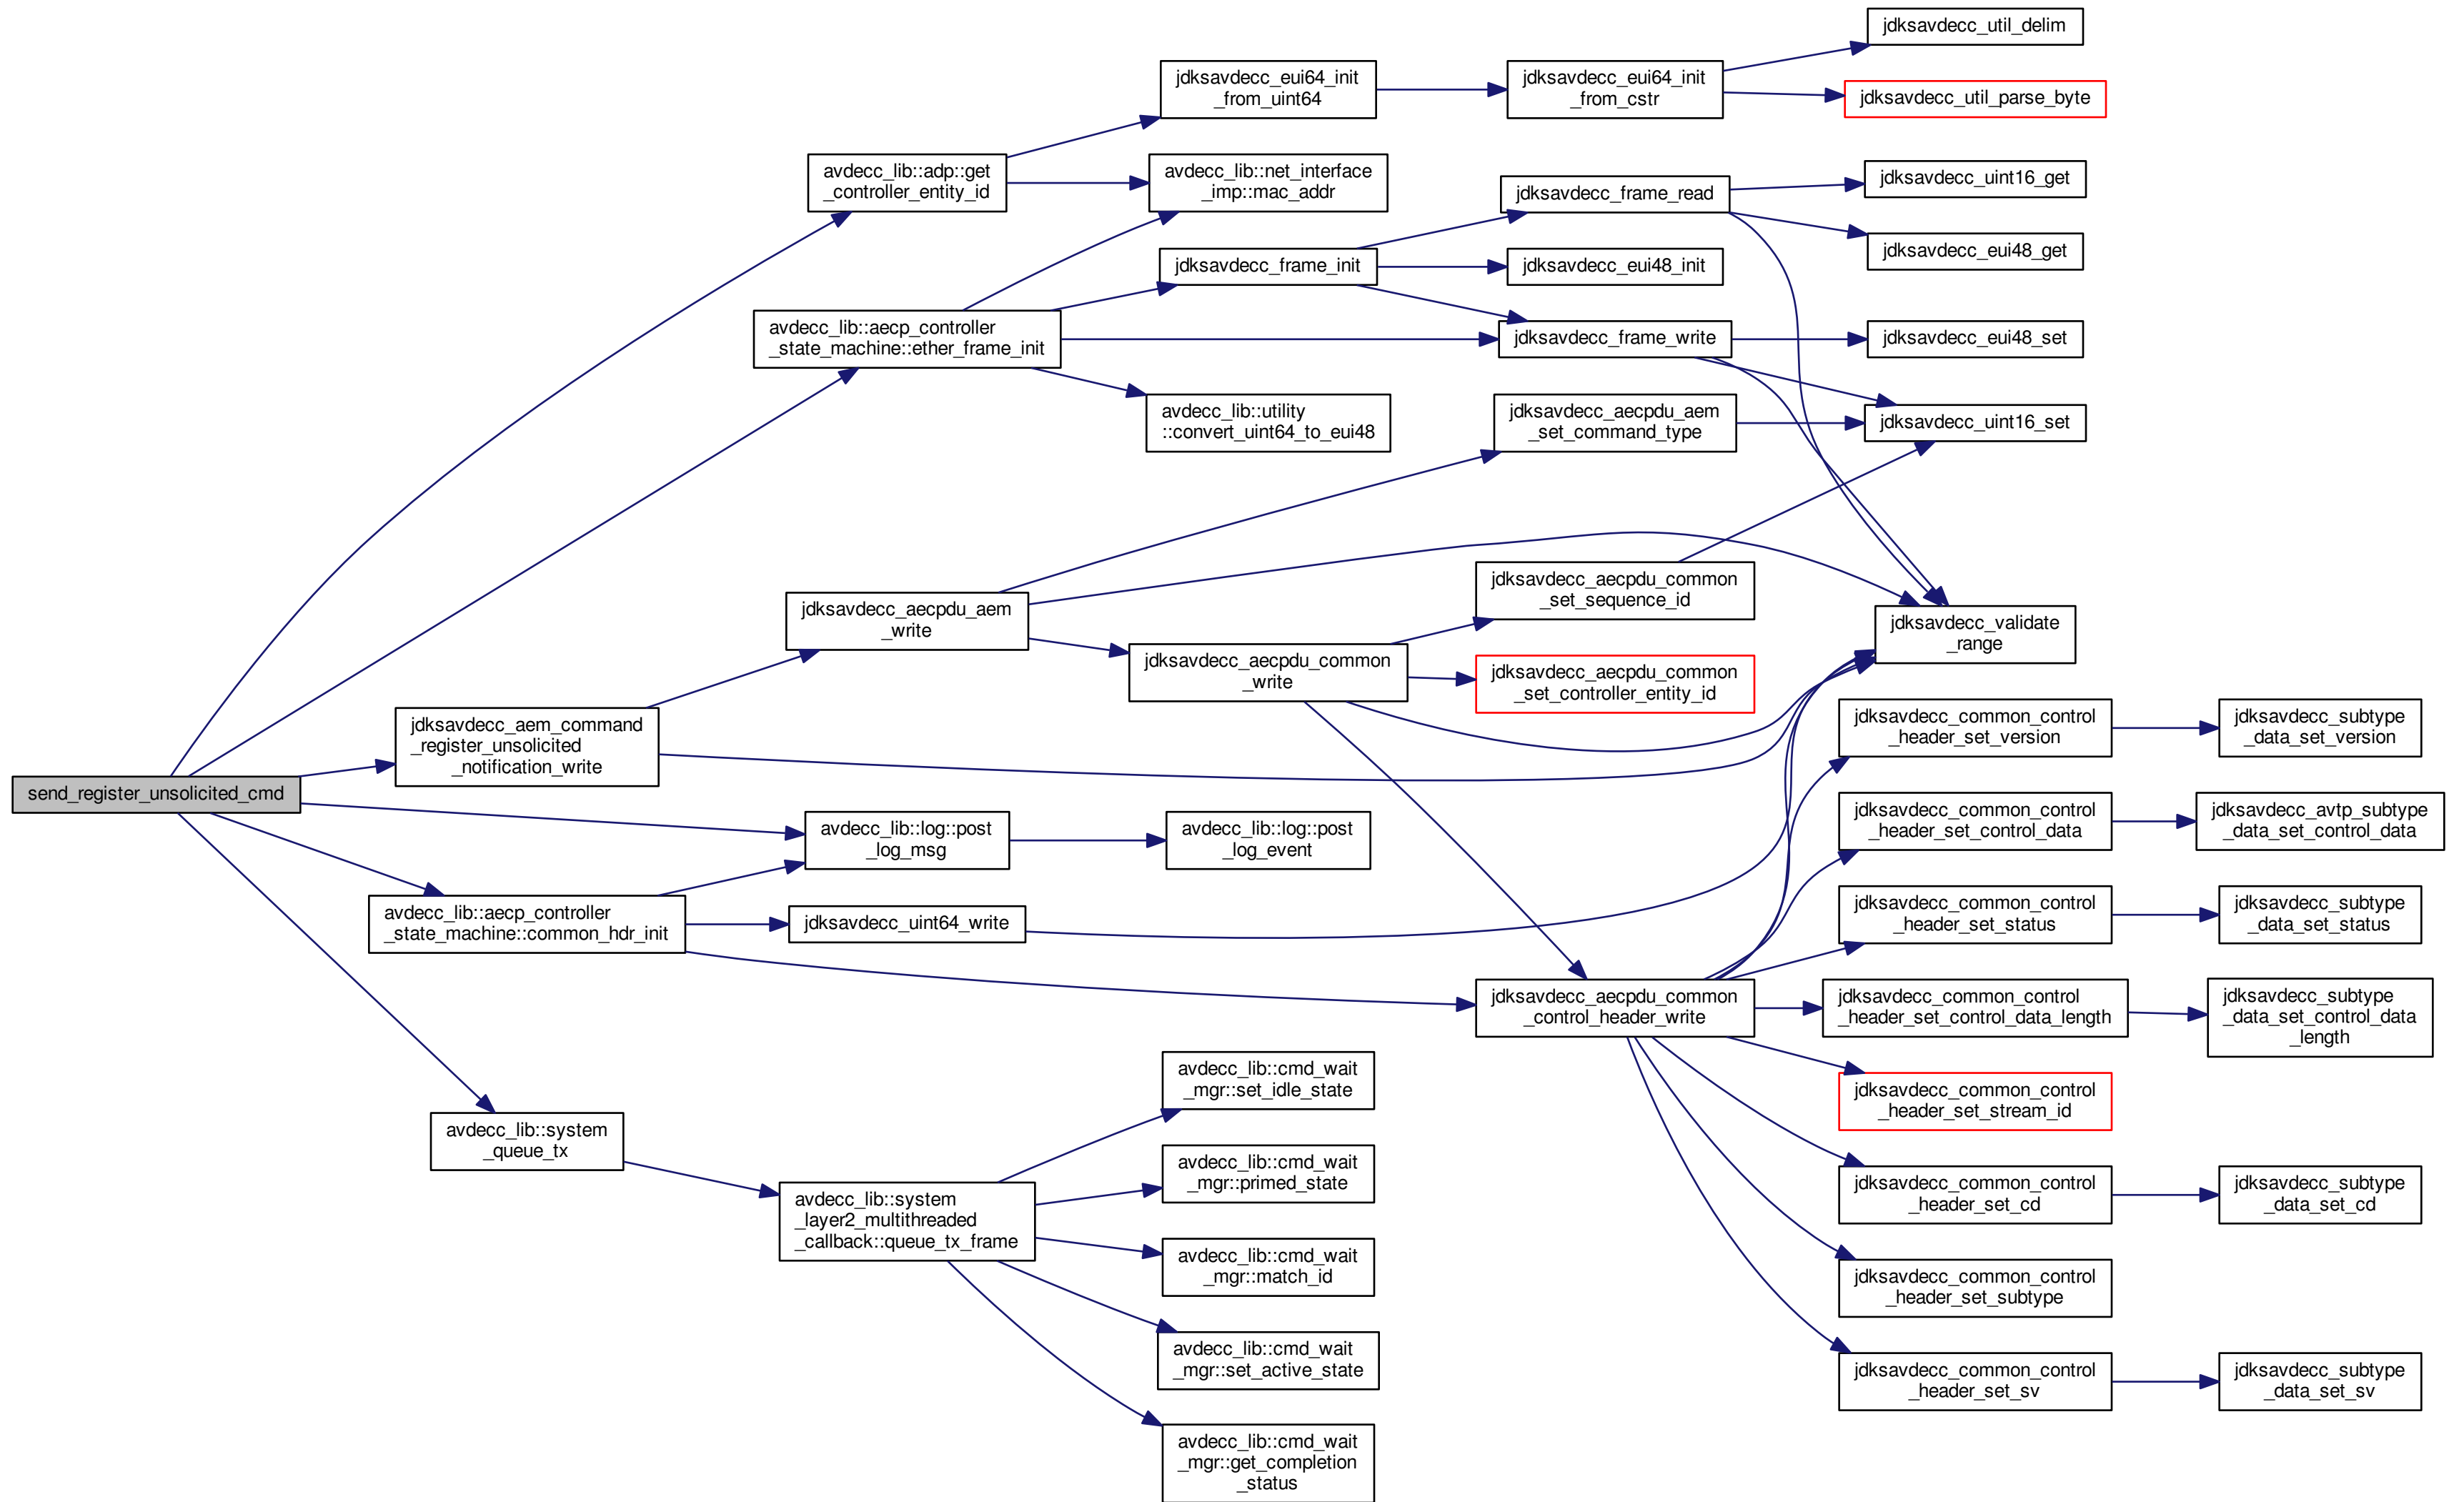 send_register_unsolicited_cmd
avdecc_lib::adp::get
_controller_entity_id
jdksavdecc_eui64_init
_from_uint64
jdksavdecc_eui64_init
_from_cstr
jdksavdecc_util_delim
jdksavdecc_util_parse_byte
avdecc_lib::net_interface
_imp::mac_addr
avdecc_lib::aecp_controller
_state_machine::ether_frame_init
jdksavdecc_frame_init
jdksavdecc_frame_read
jdksavdecc_uint16_get
jdksavdecc_eui48_get
jdksavdecc_eui48_init
jdksavdecc_frame_write
jdksavdecc_eui48_set
jdksavdecc_uint16_set
avdecc_lib::utility
::convert_uint64_to_eui48
jdksavdecc_aecpdu_aem
_set_command_type
jdksavdecc_aem_command
_register_unsolicited
_notification_write
jdksavdecc_aecpdu_aem
_write
jdksavdecc_aecpdu_common
_write
jdksavdecc_aecpdu_common
_set_sequence_id
jdksavdecc_aecpdu_common
_set_controller_entity_id
jdksavdecc_validate
_range
avdecc_lib::log::post
_log_msg
avdecc_lib::log::post
_log_event
avdecc_lib::aecp_controller
_state_machine::common_hdr_init
jdksavdecc_uint64_write
jdksavdecc_aecpdu_common
_control_header_write
jdksavdecc_common_control
_header_set_version
jdksavdecc_subtype
_data_set_version
jdksavdecc_common_control
_header_set_control_data
jdksavdecc_avtp_subtype
_data_set_control_data
jdksavdecc_common_control
_header_set_status
jdksavdecc_subtype
_data_set_status
jdksavdecc_common_control
_header_set_control_data_length
jdksavdecc_subtype
_data_set_control_data
_length
jdksavdecc_common_control
_header_set_stream_id
jdksavdecc_common_control
_header_set_cd
jdksavdecc_subtype
_data_set_cd
jdksavdecc_common_control
_header_set_subtype
jdksavdecc_common_control
_header_set_sv
jdksavdecc_subtype
_data_set_sv
avdecc_lib::system
_queue_tx
avdecc_lib::system
_layer2_multithreaded
_callback::queue_tx_frame
avdecc_lib::cmd_wait
_mgr::set_idle_state
avdecc_lib::cmd_wait
_mgr::primed_state
avdecc_lib::cmd_wait
_mgr::match_id
avdecc_lib::cmd_wait
_mgr::set_active_state
avdecc_lib::cmd_wait
_mgr::get_completion
_status